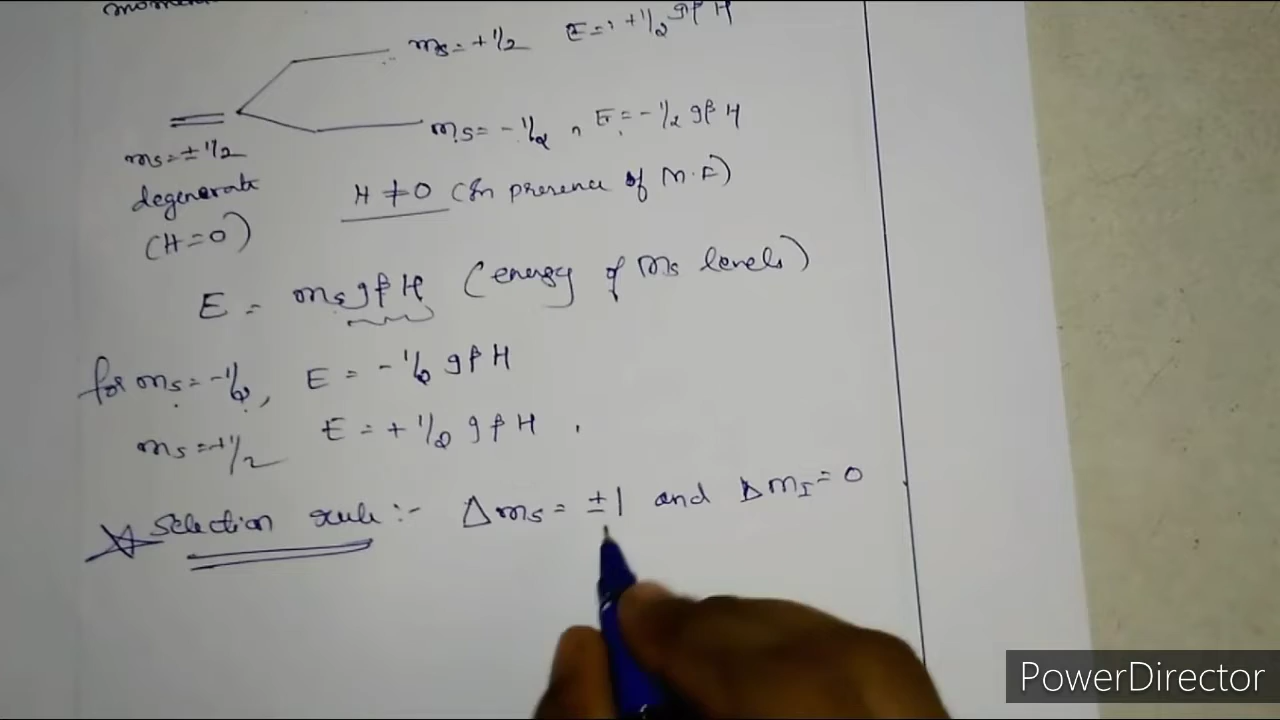 ms = +1/2 E = +1/2 gβH
ms = -1/2, E = -1/2 gβH
ms = ±1/2
degenerate
H ≠ 0 (In presence of M.F)
(H=0)
E = ms gβH (energy of Ms levels)
for ms = -1/2, E = -1/2 gβH
ms = +1/2 E = +1/2 gβH.
Selection rule :- Δms = ±1 and ΔmI = 0
PowerDirector